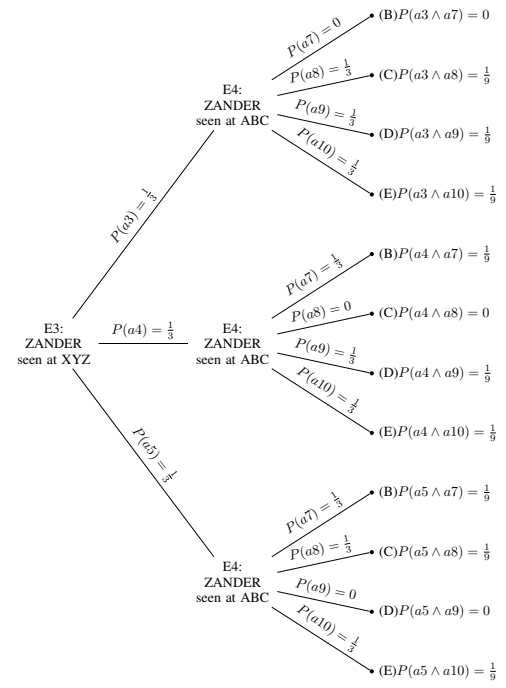 P(a7) = 0
(B)P(a3 ∧ a7) = 0
P(a8) = 1/3
(C)P(a3 ∧ a8) = 1/9
E4:
ZANDER
seen at ABC
P(a9) = 1/3
(D)P(a3 ∧ a9) = 1/9
P(a10) = 1/3
(E)P(a3 ∧ a10) = 1/9
P(a3) = 1/3
E3:
ZANDER
seen at XYZ
P(a4) = 1/3
P(a7) = 1/3
(B)P(a4 ∧ a7) = 1/9
P(a8) = 0
(C)P(a4 ∧ a8) = 0
E4:
ZANDER
seen at ABC
P(a9) = 1/3
(D)P(a4 ∧ a9) = 1/9
P(a10) = 1/3
(E)P(a4 ∧ a10) = 1/9
P(a5) = 1/3
P(a7) = 1/3
(B)P(a5 ∧ a7) = 1/9
P(a8) = 1/3
(C)P(a5 ∧ a8) = 1/9
E4:
ZANDER
seen at ABC
P(a9) = 0
(D)P(a5 ∧ a9) = 0
P(a10) = 1/3
(E)P(a5 ∧ a10) = 1/9